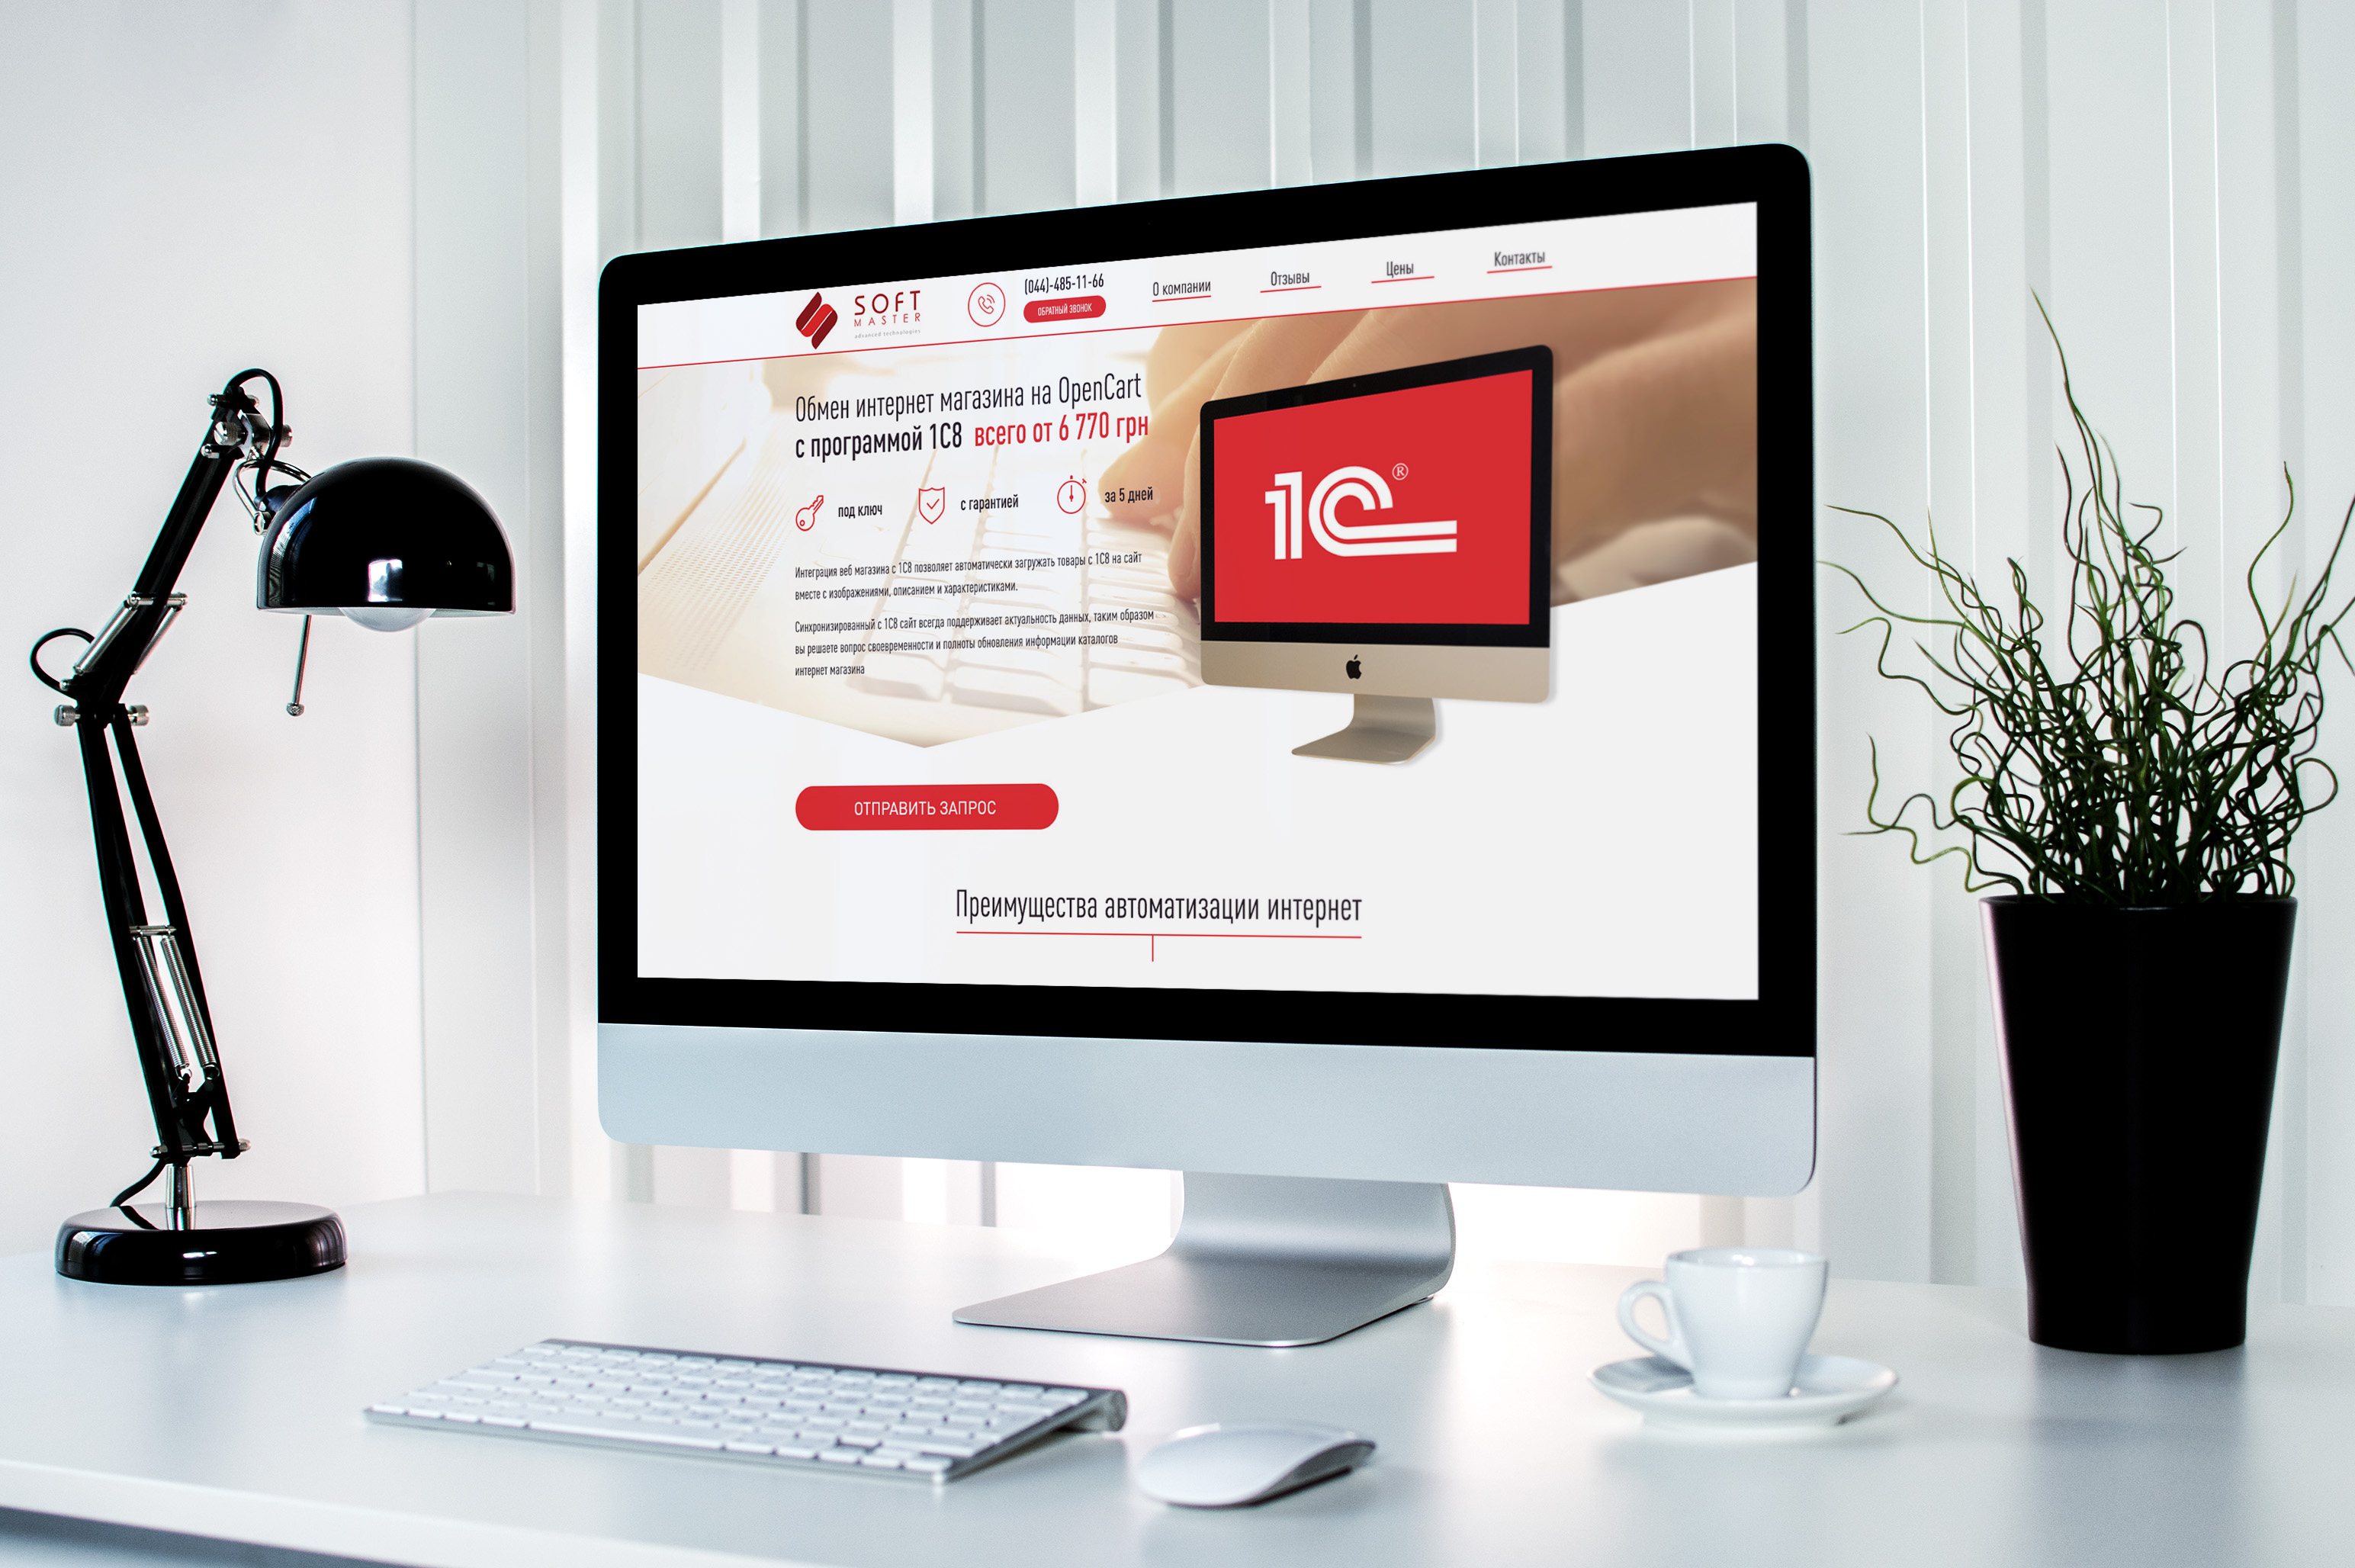 SOFT
MASTER
advanced technologies
(044)-485-11-66
ОБРАТНЫЙ ЗВОНОК
О компании
Отзывы
Цены
Контакты
Обмен интернет магазина на OpenCart
с программой 1С8 всего от 6 770 грн
под ключ
с гарантией
за 5 дней
Интеграция веб магазина с 1С8 позволяет автоматически загружать товары с 1С8 на сайт
вместе с изображениями, описанием и характеристиками.
Синхронизированный с 1С8 сайт всегда поддерживает актуальность данных, таким образом
вы решаете вопрос своевременности и полноты обновления информации каталогов
интернет магазина
1С®
ОТПРАВИТЬ ЗАПРОС
Преимущества автоматизации интернет